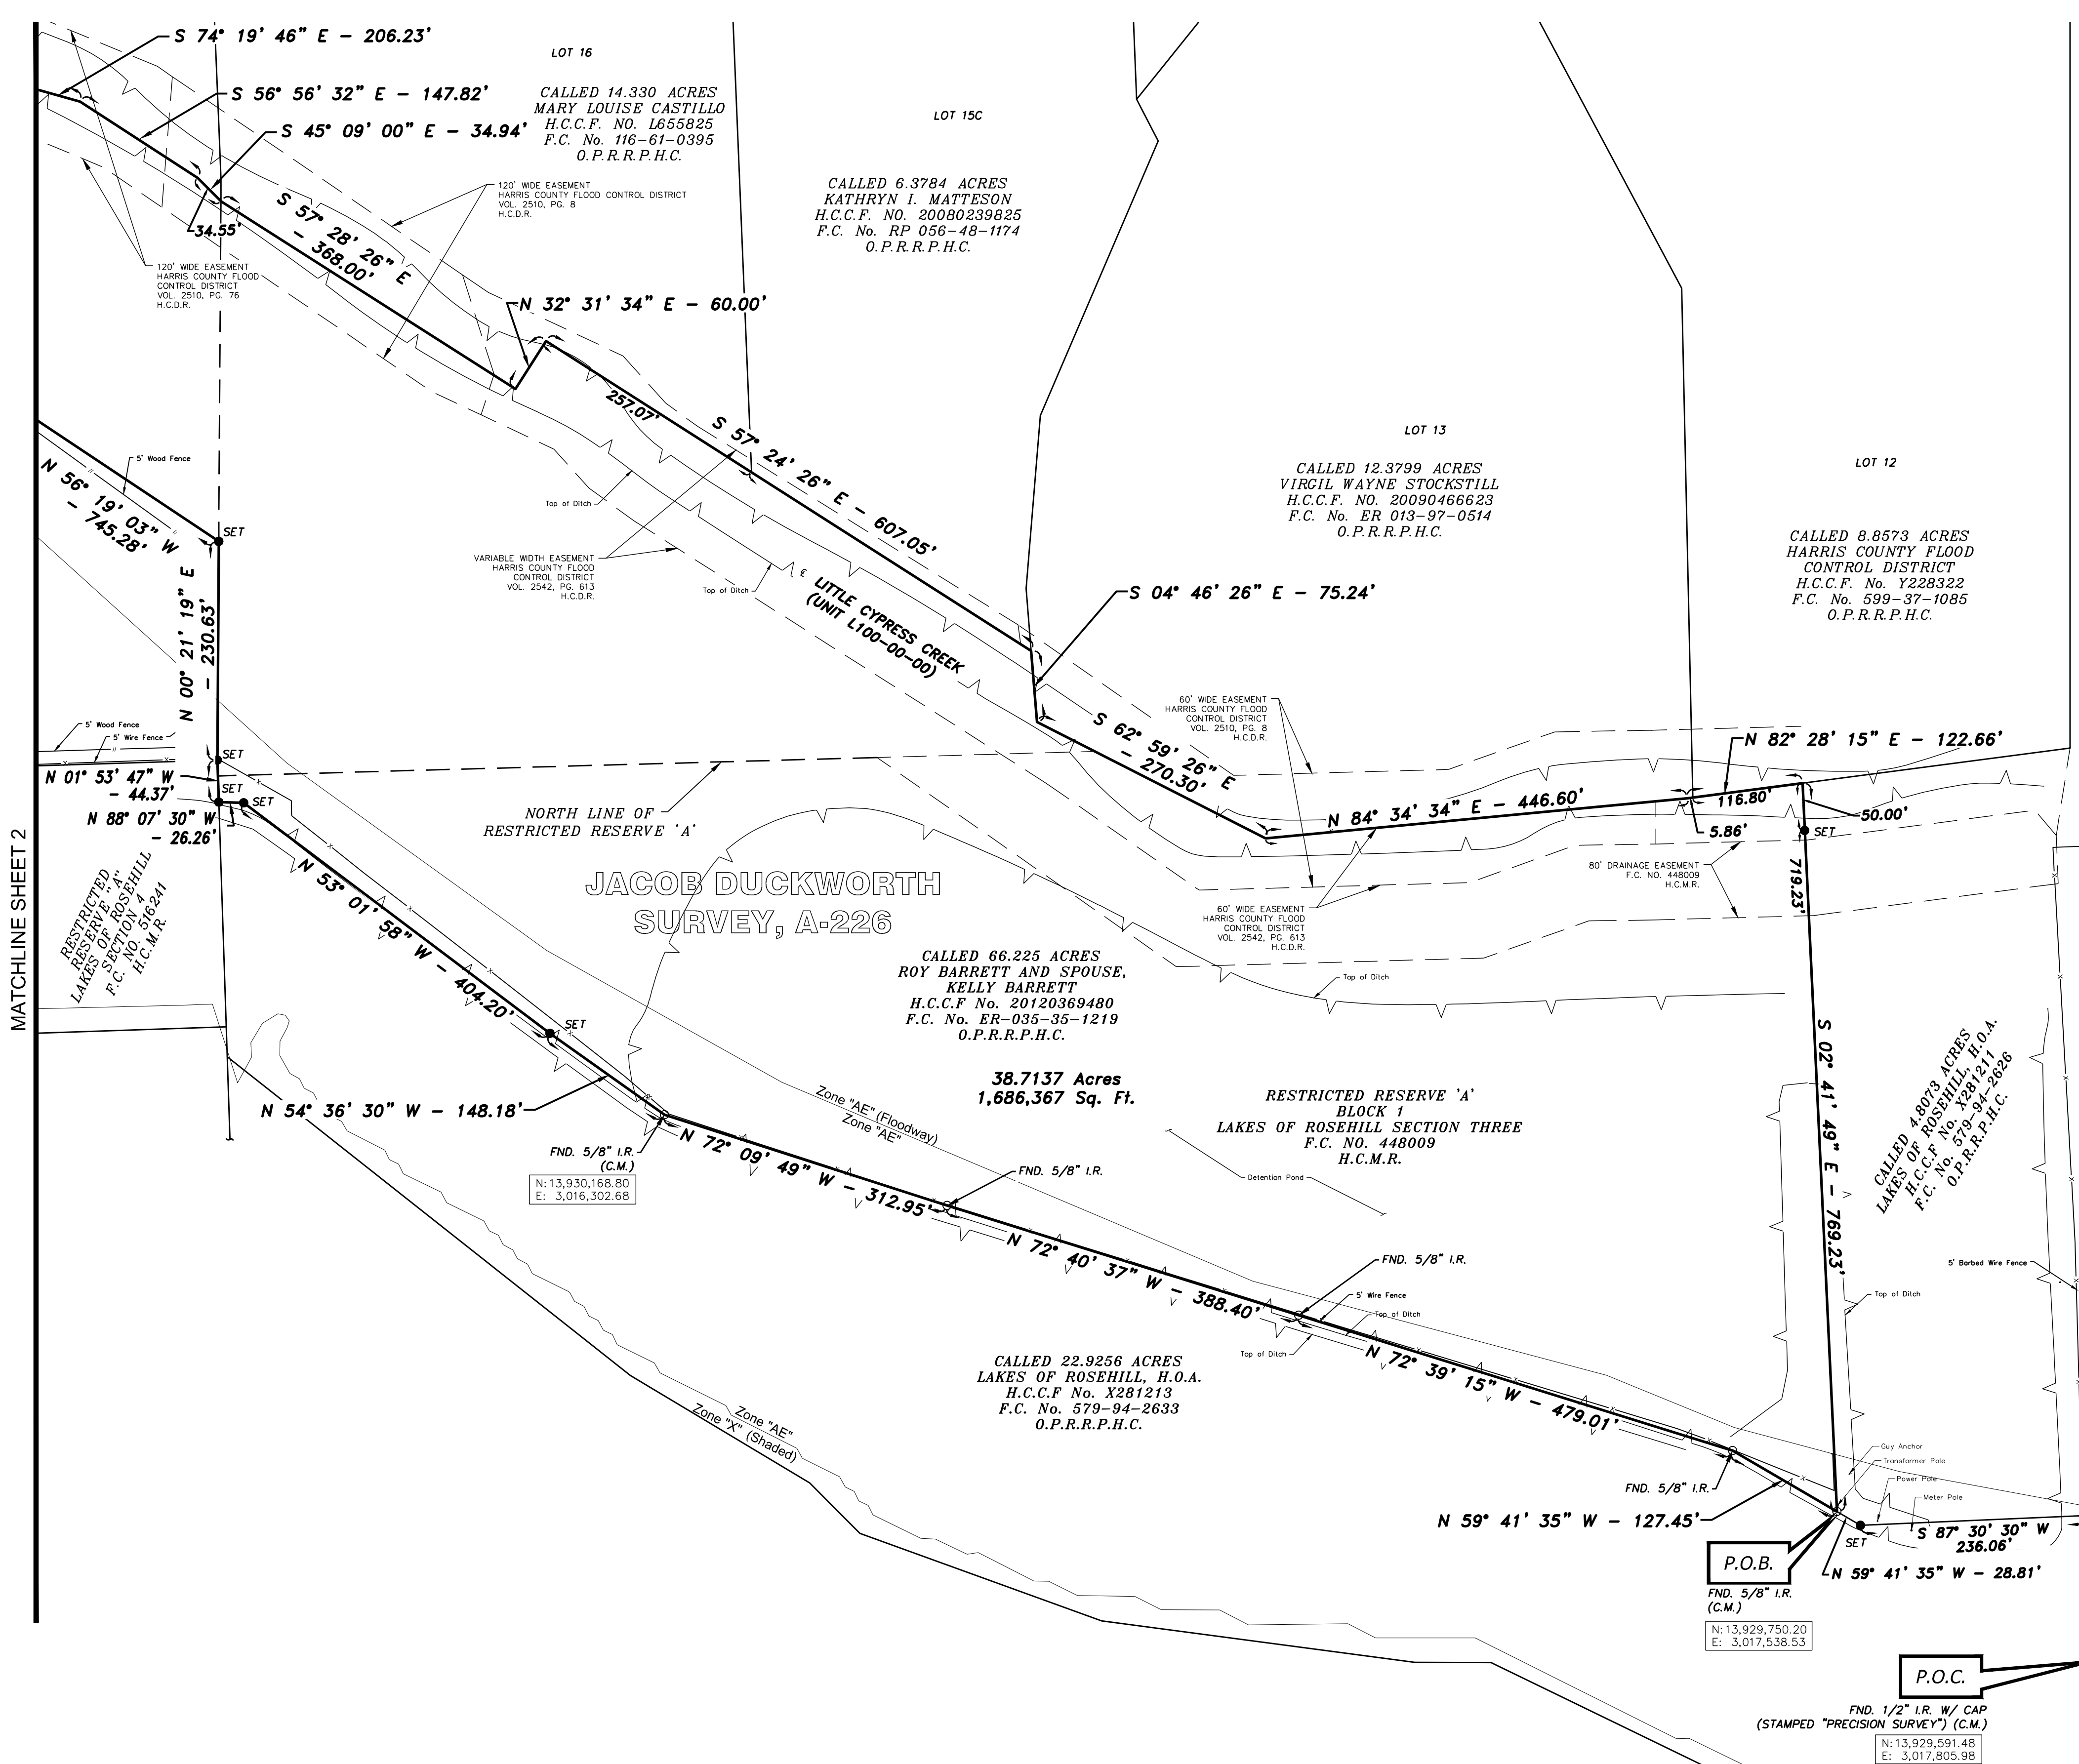 S 74° 19' 46" E – 206.23'
LOT 16
S 56° 56' 32" E – 147.82'
S 45° 09' 00" E – 34.94'
CALLED 14.330 ACRES
MARY LOUISE CASTILLO
H.C.C.F. NO. L655825
F.C. No. 116–61–0395
O.P.R.R.P.H.C.
LOT 15C
CALLED 6.3784 ACRES
KATHRYN I. MATTESON
H.C.C.F. NO. 20080239825
F.C. No. RP 056–48–1174
O.P.R.R.P.H.C.
120' WIDE EASEMENT
HARRIS COUNTY FLOOD CONTROL DISTRICT
VOL. 2510, PG. 8
H.C.D.R.
34.55'
S 57° 28' 26" E
– 368.00'
120' WIDE EASEMENT
HARRIS COUNTY FLOOD
CONTROL DISTRICT
VOL. 2510, PG. 76
H.C.D.R.
N 32° 31' 34" E – 60.00'
257.07'
S 57° 24' 26" E – 607.05'
LOT 13
CALLED 12.3799 ACRES
VIRGIL WAYNE STOCKSTILL
H.C.C.F. NO. 20090466623
F.C. No. ER 013–97–0514
O.P.R.R.P.H.C.
LOT 12
CALLED 8.8573 ACRES
HARRIS COUNTY FLOOD
CONTROL DISTRICT
H.C.C.F. No. Y228322
F.C. No. 599–37–1085
O.P.R.R.P.H.C.
5' Wood Fence
N 56° 19' 03" W
– 745.28'
SET
Top of Ditch
VARIABLE WIDTH EASEMENT
HARRIS COUNTY FLOOD
CONTROL DISTRICT
VOL. 2542, PG. 613
H.C.D.R.
Top of Ditch
℄ LITTLE CYPRESS CREEK
(UNIT L100–00–00)
S 04° 46' 26" E – 75.24'
N 00° 21' 19" E
– 230.63'
60' WIDE EASEMENT
HARRIS COUNTY FLOOD
CONTROL DISTRICT
VOL. 2510, PG. 8
H.C.D.R.
S 62° 59' 26" E
– 270.30'
N 82° 28' 15" E – 122.66'
5' Wood Fence
5' Wire Fence
SET
N 01° 53' 47" W
– 44.37'
SET
SET
N 88° 07' 30" W
– 26.26'
NORTH LINE OF
RESTRICTED RESERVE 'A'
N 84° 34' 34" E – 446.60'
116.80'
5.86'
50.00'
SET
80' DRAINAGE EASEMENT
F.C. NO. 448009
H.C.M.R.
719.23'
MATCHLINE SHEET 2
RESTRICTED
RESERVE "A"
LAKES OF ROSEHILL
SECTION 4
F.C. NO. 516241
H.C.M.R.
N 53° 01' 58" W – 404.20'
JACOB DUCKWORTH
SURVEY, A-226
60' WIDE EASEMENT
HARRIS COUNTY FLOOD
CONTROL DISTRICT
VOL. 2542, PG. 613
H.C.D.R.
Top of Ditch
CALLED 66.225 ACRES
ROY BARRETT AND SPOUSE,
KELLY BARRETT
H.C.C.F No. 20120369480
F.C. No. ER–035–35–1219
O.P.R.R.P.H.C.
38.7137 Acres
1,686,367 Sq. Ft.
RESTRICTED RESERVE 'A'
BLOCK 1
LAKES OF ROSEHILL SECTION THREE
F.C. NO. 448009
H.C.M.R.
S 02° 41' 49" E – 769.23'
CALLED 4.8073 ACRES
LAKES OF ROSEHILL, H.O.A.
H.C.C.F No. X281211
F.C. No. 579–94–2626
O.P.R.R.P.H.C.
SET
N 54° 36' 30" W – 148.18'
Zone "AE" (Floodway)
Zone "AE"
FND. 5/8" I.R.
(C.M.)
N: 13,930,168.80
E: 3,016,302.68
N 72° 09' 49" W – 312.95'
FND. 5/8" I.R.
Detention Pond
N 72° 40' 37" W – 388.40'
FND. 5/8" I.R.
5' Wire Fence
Top of Ditch
Top of Ditch
5' Barbed Wire Fence
Top of Ditch
N 72° 39' 15" W – 479.01'
CALLED 22.9256 ACRES
LAKES OF ROSEHILL, H.O.A.
H.C.C.F No. X281213
F.C. No. 579–94–2633
O.P.R.R.P.H.C.
Zone "AE"
Zone "X" (Shaded)
Guy Anchor
Transformer Pole
Power Pole
Meter Pole
FND. 5/8" I.R.
N 59° 41' 35" W – 127.45'
SET
S 87° 30' 30" W
236.06'
P.O.B.
N 59° 41' 35" W – 28.81'
FND. 5/8" I.R.
(C.M.)
N: 13,929,750.20
E: 3,017,538.53
P.O.C.
FND. 1/2" I.R. W/ CAP
(STAMPED "PRECISION SURVEY") (C.M.)
N: 13,929,591.48
E: 3,017,805.98